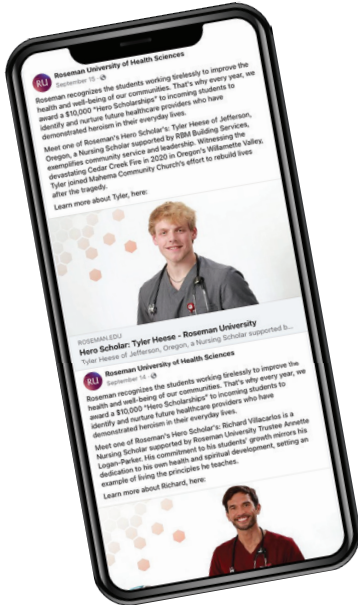 RU
Roseman University of Health Sciences
September 15 ·
Roseman recognizes the students working tirelessly to improve the
health and well-being of our communities. That's why every year, we
award a $10,000 "Hero Scholarships" to incoming students to
identify and nurture future healthcare providers who have
demonstrated heroism in their everyday lives.
Meet one of Roseman's Hero Scholar's: Tyler Heese of Jefferson,
Oregon, a Nursing Scholar supported by RBM Building Services,
exemplifies community service and leadership. Witnessing the
devastating Cedar Creek Fire in 2020 in Oregon's Willamette Valley,
Tyler joined Mahama Community Church's effort to rebuild lives
after the tragedy.
Learn more about Tyler, here:
ROSEMAN.EDU
Hero Scholar: Tyler Heese - Roseman University
Tyler Heese of Jefferson, Oregon, a Nursing Scholar supported b...
RU
Roseman University of Health Sciences
September 14 ·
Roseman recognizes the students working tirelessly to improve the
health and well-being of our communities. That's why every year, we
award a $10,000 "Hero Scholarships" to incoming students to
identify and nurture future healthcare providers who have
demonstrated heroism in their everyday lives.
Meet one of Roseman's Hero Scholar's: Richard Villacarlos is a
Nursing Scholar supported by Roseman University Trustee Annette
Logan-Parker. His commitment to his students' growth mirrors his
dedication to his own health and spiritual development, setting an
example of living the principles he teaches.
Learn more about Richard, here: